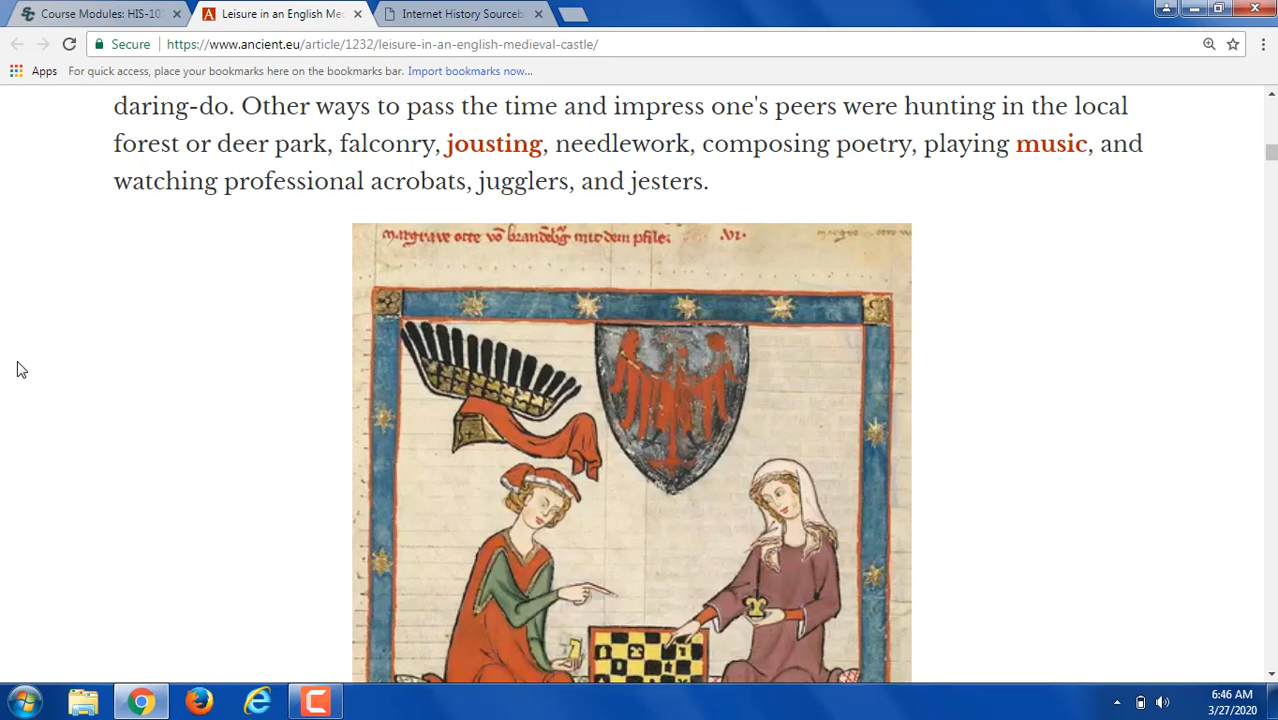 Course Modules: HIS-10
Leisure in an English Me
Internet History Sourceb
Secure
https://www.ancient.eu/article/1232/leisure-in-an-english-medieval-castle/
Apps
For quick access, place your bookmarks here on the bookmarks bar. Import bookmarks now...
daring-do. Other ways to pass the time and impress one's peers were hunting in the local
forest or deer park, falconry, jousting, needlework, composing poetry, playing music, and
watching professional acrobats, jugglers, and jesters.
6:46 AM
3/27/2020